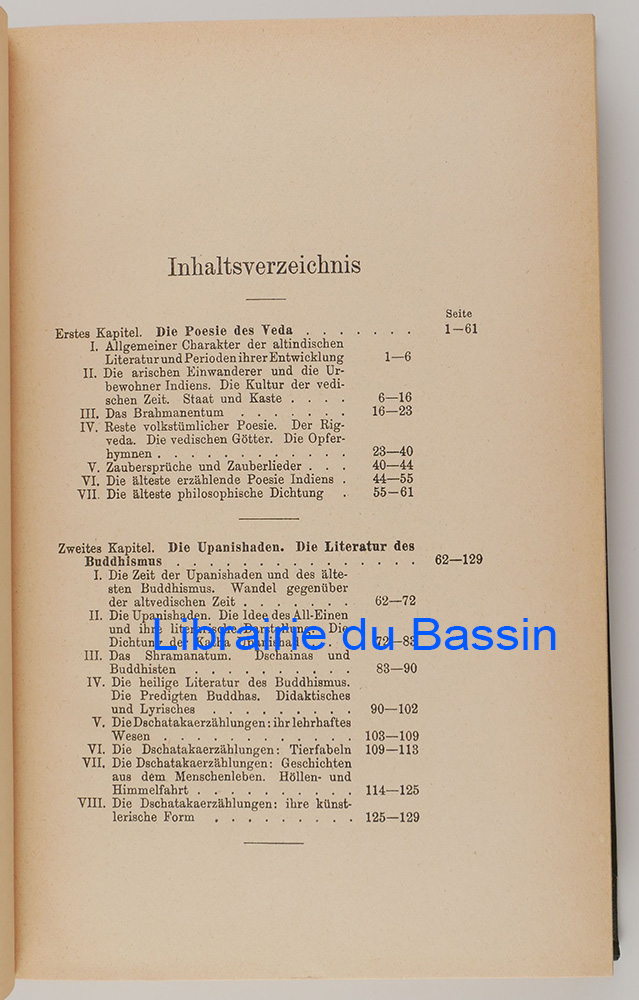 Inhaltsverzeichnis
Seite
Erstes Kapitel. Die Poesie des Veda . . . . . . . 1—61
I. Allgemeiner Charakter der altindischen
Literatur und Perioden ihrer Entwicklung 1—6
II. Die arischen Einwanderer und die Ur-
bewohner Indiens. Die Kultur der vedi-
schen Zeit. Staat und Kaste . . . . 6—16
III. Das Brahmanentum . . . . . . . 16—23
IV. Reste volkstümlicher Poesie. Der Rig-
veda. Die vedischen Götter. Die Opfer-
hymnen . . . . . . . . . . . . 23—40
V. Zaubersprüche und Zauberlieder . . . 40—44
VI. Die älteste erzählende Poesie Indiens . 44—55
VII. Die älteste philosophische Dichtung . 55—61
Zweites Kapitel. Die Upanishaden. Die Literatur des
Buddhismus . . . . . . . . . . . . . . . . 62—129
I. Die Zeit der Upanishaden und des älte-
sten Buddhismus. Wandel gegenüber
der altvedischen Zeit . . . . . . . 62—72
II. Die Upanishaden. Die Idee des All-Einen
und ihre literarische Darstellung. Die
Dichtung der Katha Upanishad . . 72—83
Librairie du Bassin
III. Das Shramanatum. Dschainas und
Buddhisten . . . . . . . . . 83—90
IV. Die heilige Literatur des Buddhismus.
Die Predigten Buddhas. Didaktisches
und Lyrisches . . . . . . . . . 90—102
V. Die Dschatakaerzählungen: ihr lehrhaftes
Wesen . . . . . . . . . . . . 103—109
VI. Die Dschatakaerzählungen: Tierfabeln 109—113
VII. Die Dschatakaerzählungen: Geschichten
aus dem Menschenleben. Höllen- und
Himmelfahrt . . . . . . . . . . 114—125
VIII. Die Dschatakaerzählungen: ihre künst-
lerische Form . . . . . . . . . 125—129